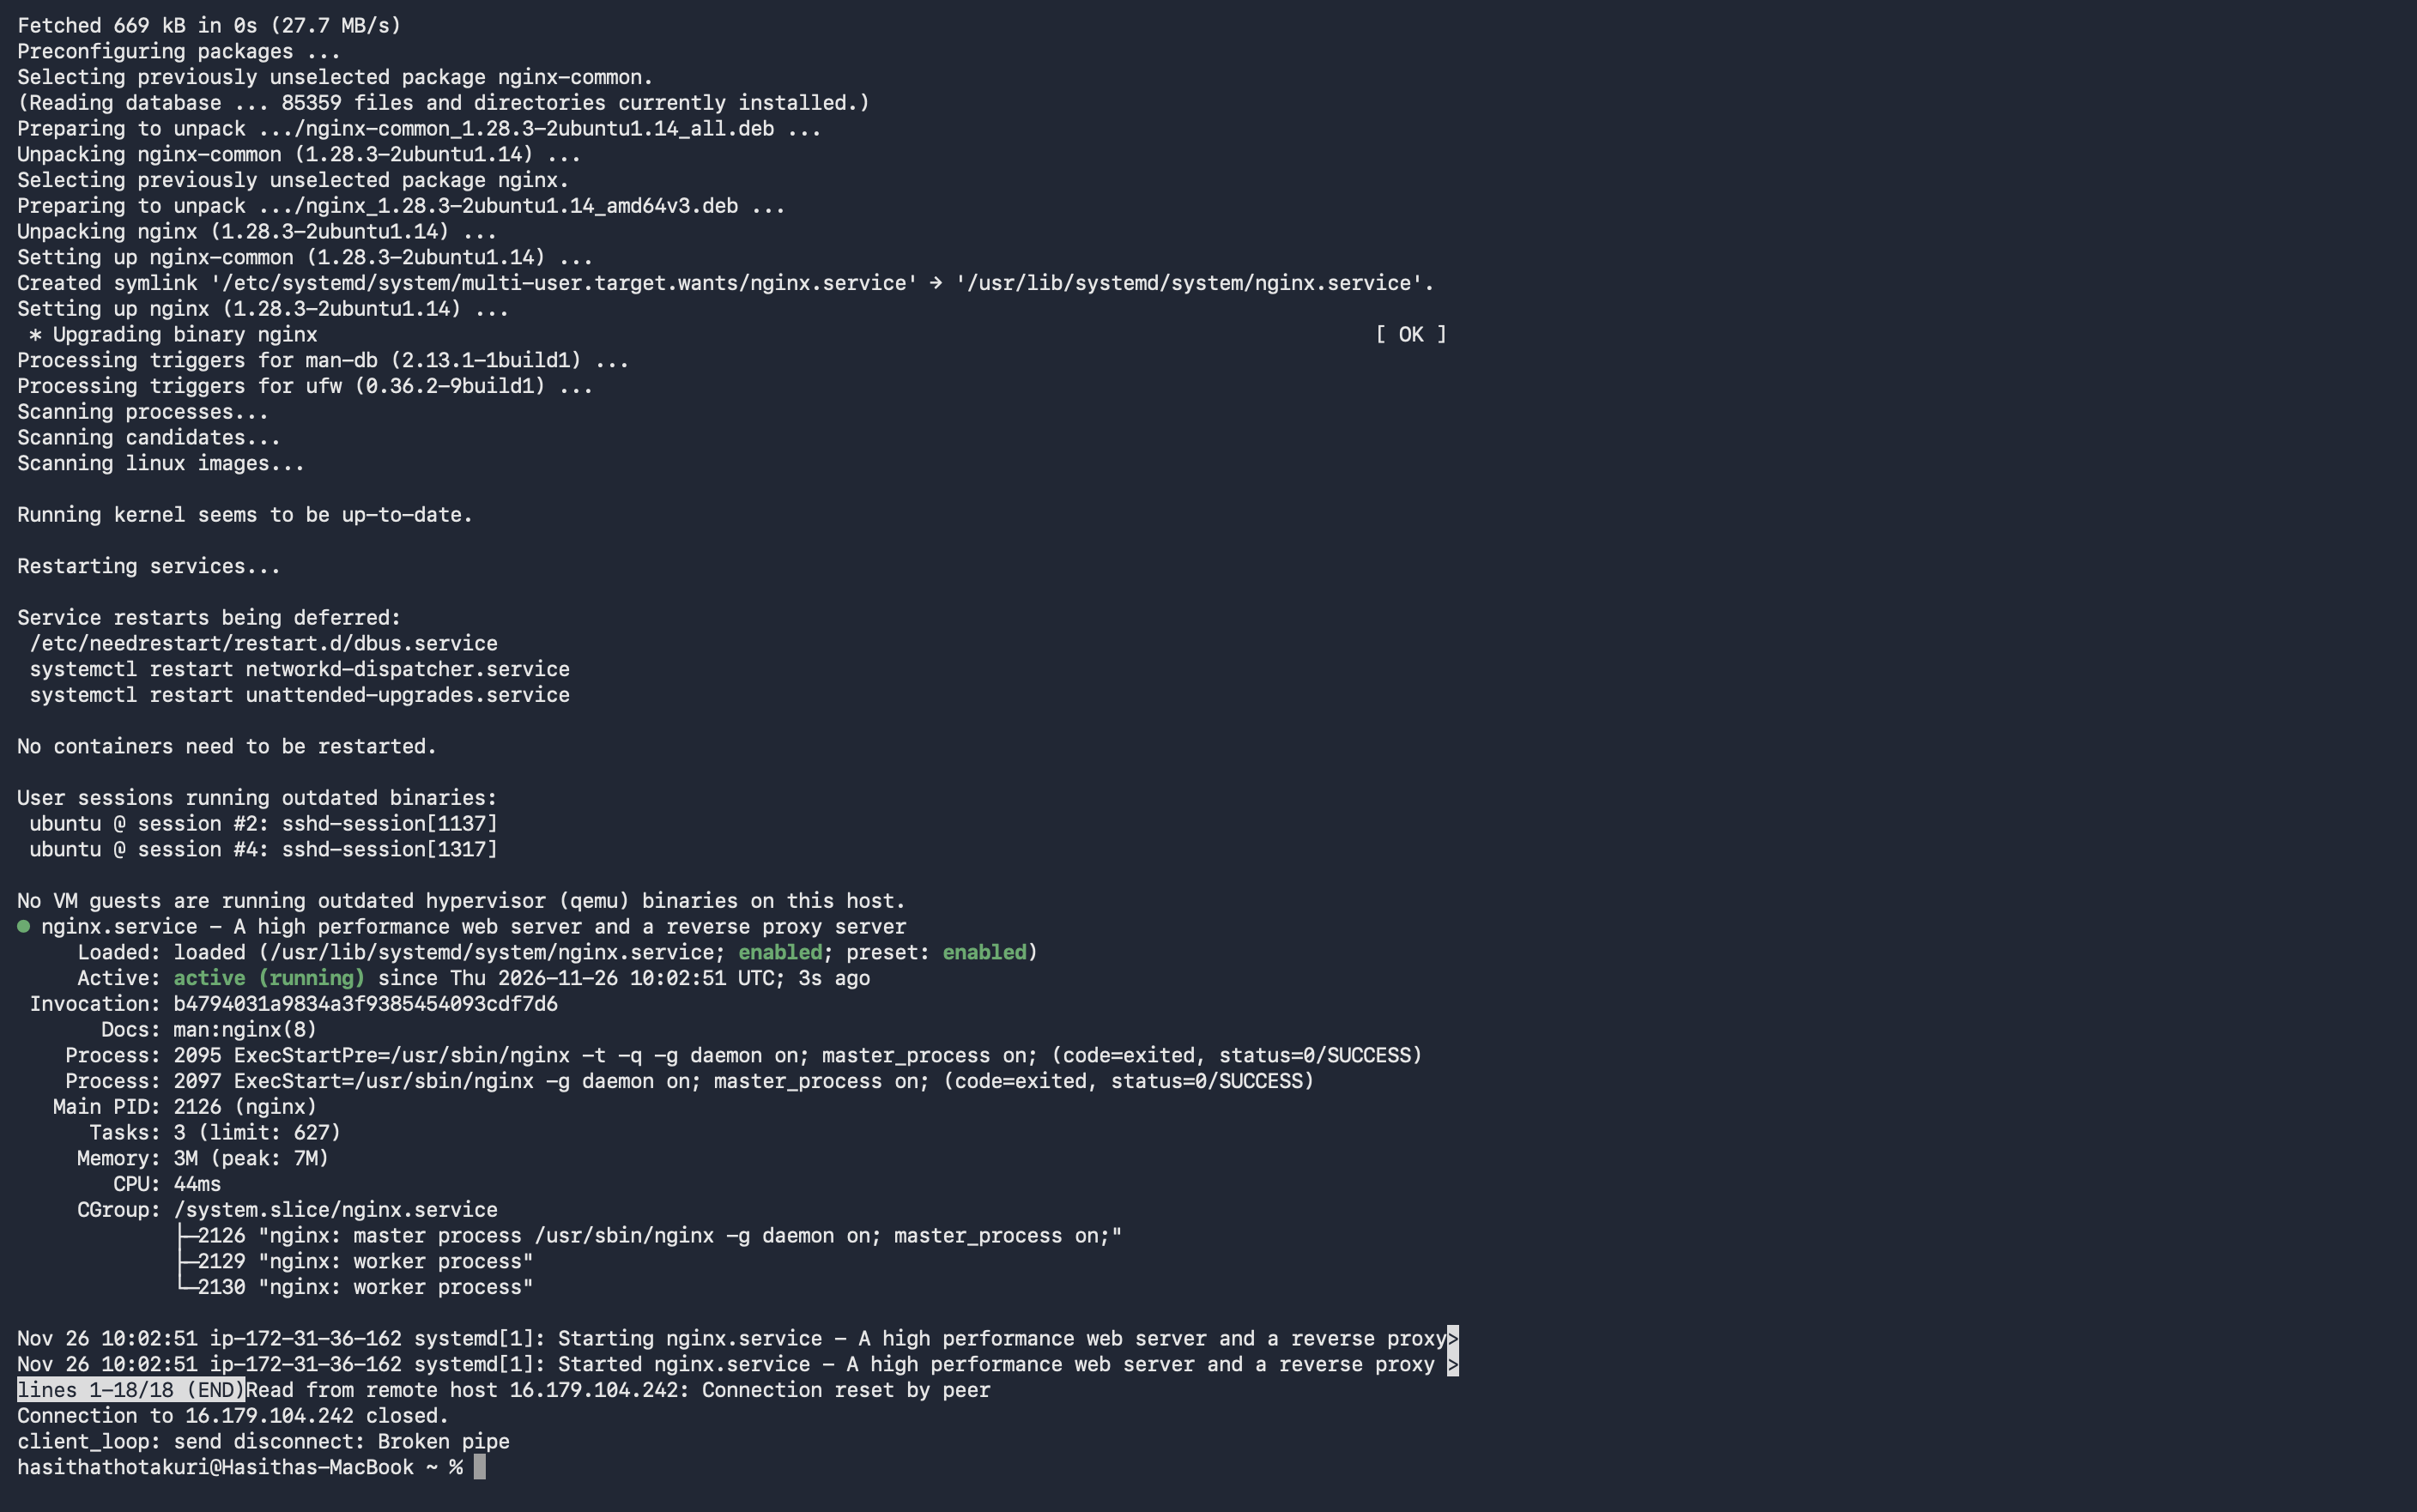 Fetched 669 kB in 0s (27.7 MB/s)
Preconfiguring packages ...
Selecting previously unselected package nginx-common.
(Reading database ... 85359 files and directories currently installed.)
Preparing to unpack .../nginx-common_1.28.3-2ubuntu1.14_all.deb ...
Unpacking nginx-common (1.28.3-2ubuntu1.14) ...
Selecting previously unselected package nginx.
Preparing to unpack .../nginx_1.28.3-2ubuntu1.14_amd64v3.deb ...
Unpacking nginx (1.28.3-2ubuntu1.14) ...
Setting up nginx-common (1.28.3-2ubuntu1.14) ...
Created symlink '/etc/systemd/system/multi-user.target.wants/nginx.service' → '/usr/lib/systemd/system/nginx.service'.
Setting up nginx (1.28.3-2ubuntu1.14) ...
 * Upgrading binary nginx [ OK ]
Processing triggers for man-db (2.13.1-1build1) ...
Processing triggers for ufw (0.36.2-9build1) ...
Scanning processes...
Scanning candidates...
Scanning linux images...

Running kernel seems to be up-to-date.

Restarting services...

Service restarts being deferred:
 /etc/needrestart/restart.d/dbus.service
 systemctl restart networkd-dispatcher.service
 systemctl restart unattended-upgrades.service

No containers need to be restarted.

User sessions running outdated binaries:
 ubuntu @ session #2: sshd-session[1137]
 ubuntu @ session #4: sshd-session[1317]

No VM guests are running outdated hypervisor (qemu) binaries on this host.
● nginx.service - A high performance web server and a reverse proxy server
     Loaded: loaded (/usr/lib/systemd/system/nginx.service; enabled; preset: enabled)
     Active: active (running) since Thu 2026-11-26 10:02:51 UTC; 3s ago
 Invocation: b4794031a9834a3f9385454093cdf7d6
       Docs: man:nginx(8)
    Process: 2095 ExecStartPre=/usr/sbin/nginx -t -q -g daemon on; master_process on; (code=exited, status=0/SUCCESS)
    Process: 2097 ExecStart=/usr/sbin/nginx -g daemon on; master_process on; (code=exited, status=0/SUCCESS)
   Main PID: 2126 (nginx)
      Tasks: 3 (limit: 627)
     Memory: 3M (peak: 7M)
        CPU: 44ms
     CGroup: /system.slice/nginx.service
             ├─2126 "nginx: master process /usr/sbin/nginx -g daemon on; master_process on;"
             ├─2129 "nginx: worker process"
             └─2130 "nginx: worker process"

Nov 26 10:02:51 ip-172-31-36-162 systemd[1]: Starting nginx.service - A high performance web server and a reverse proxy>
Nov 26 10:02:51 ip-172-31-36-162 systemd[1]: Started nginx.service - A high performance web server and a reverse proxy >
lines 1-18/18 (END)Read from remote host 16.179.104.242: Connection reset by peer
Connection to 16.179.104.242 closed.
client_loop: send disconnect: Broken pipe
hasithathotakuri@Hasithas-MacBook ~ %